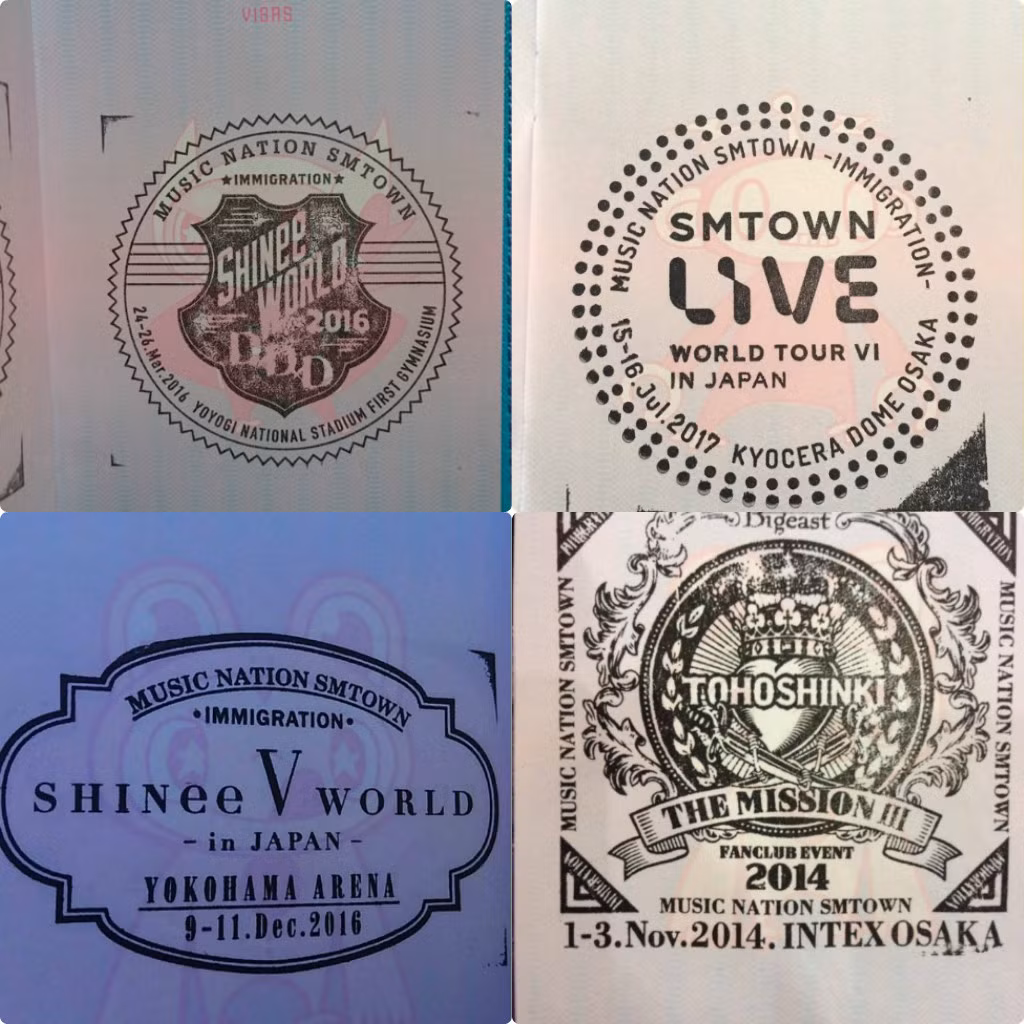 VISAS
MUSIC NATION SMTOWN
★IMMIGRATION★
SHINee
WORLD
2016
D.D.D
24-26.Mar.2016 YOYOGI NATIONAL STADIUM FIRST GYMNASIUM
MUSIC NATION SMTOWN -IMMIGRATION-
SMTOWN
LIVE
WORLD TOUR VI
IN JAPAN
15-16.Jul.2017 KYOCERA DOME OSAKA
MUSIC NATION SMTOWN
•IMMIGRATION•
SHINee V WORLD
- in JAPAN -
YOKOHAMA ARENA
9-11.Dec.2016
Bigeast
IMMIGRATION
MUSIC NATION SMTOWN
MUSIC NATION SMTOWN
TOHOSHINKI
THE MISSION III
FANCLUB EVENT
2014
MUSIC NATION SMTOWN
1-3.Nov.2014. INTEX OSAKA